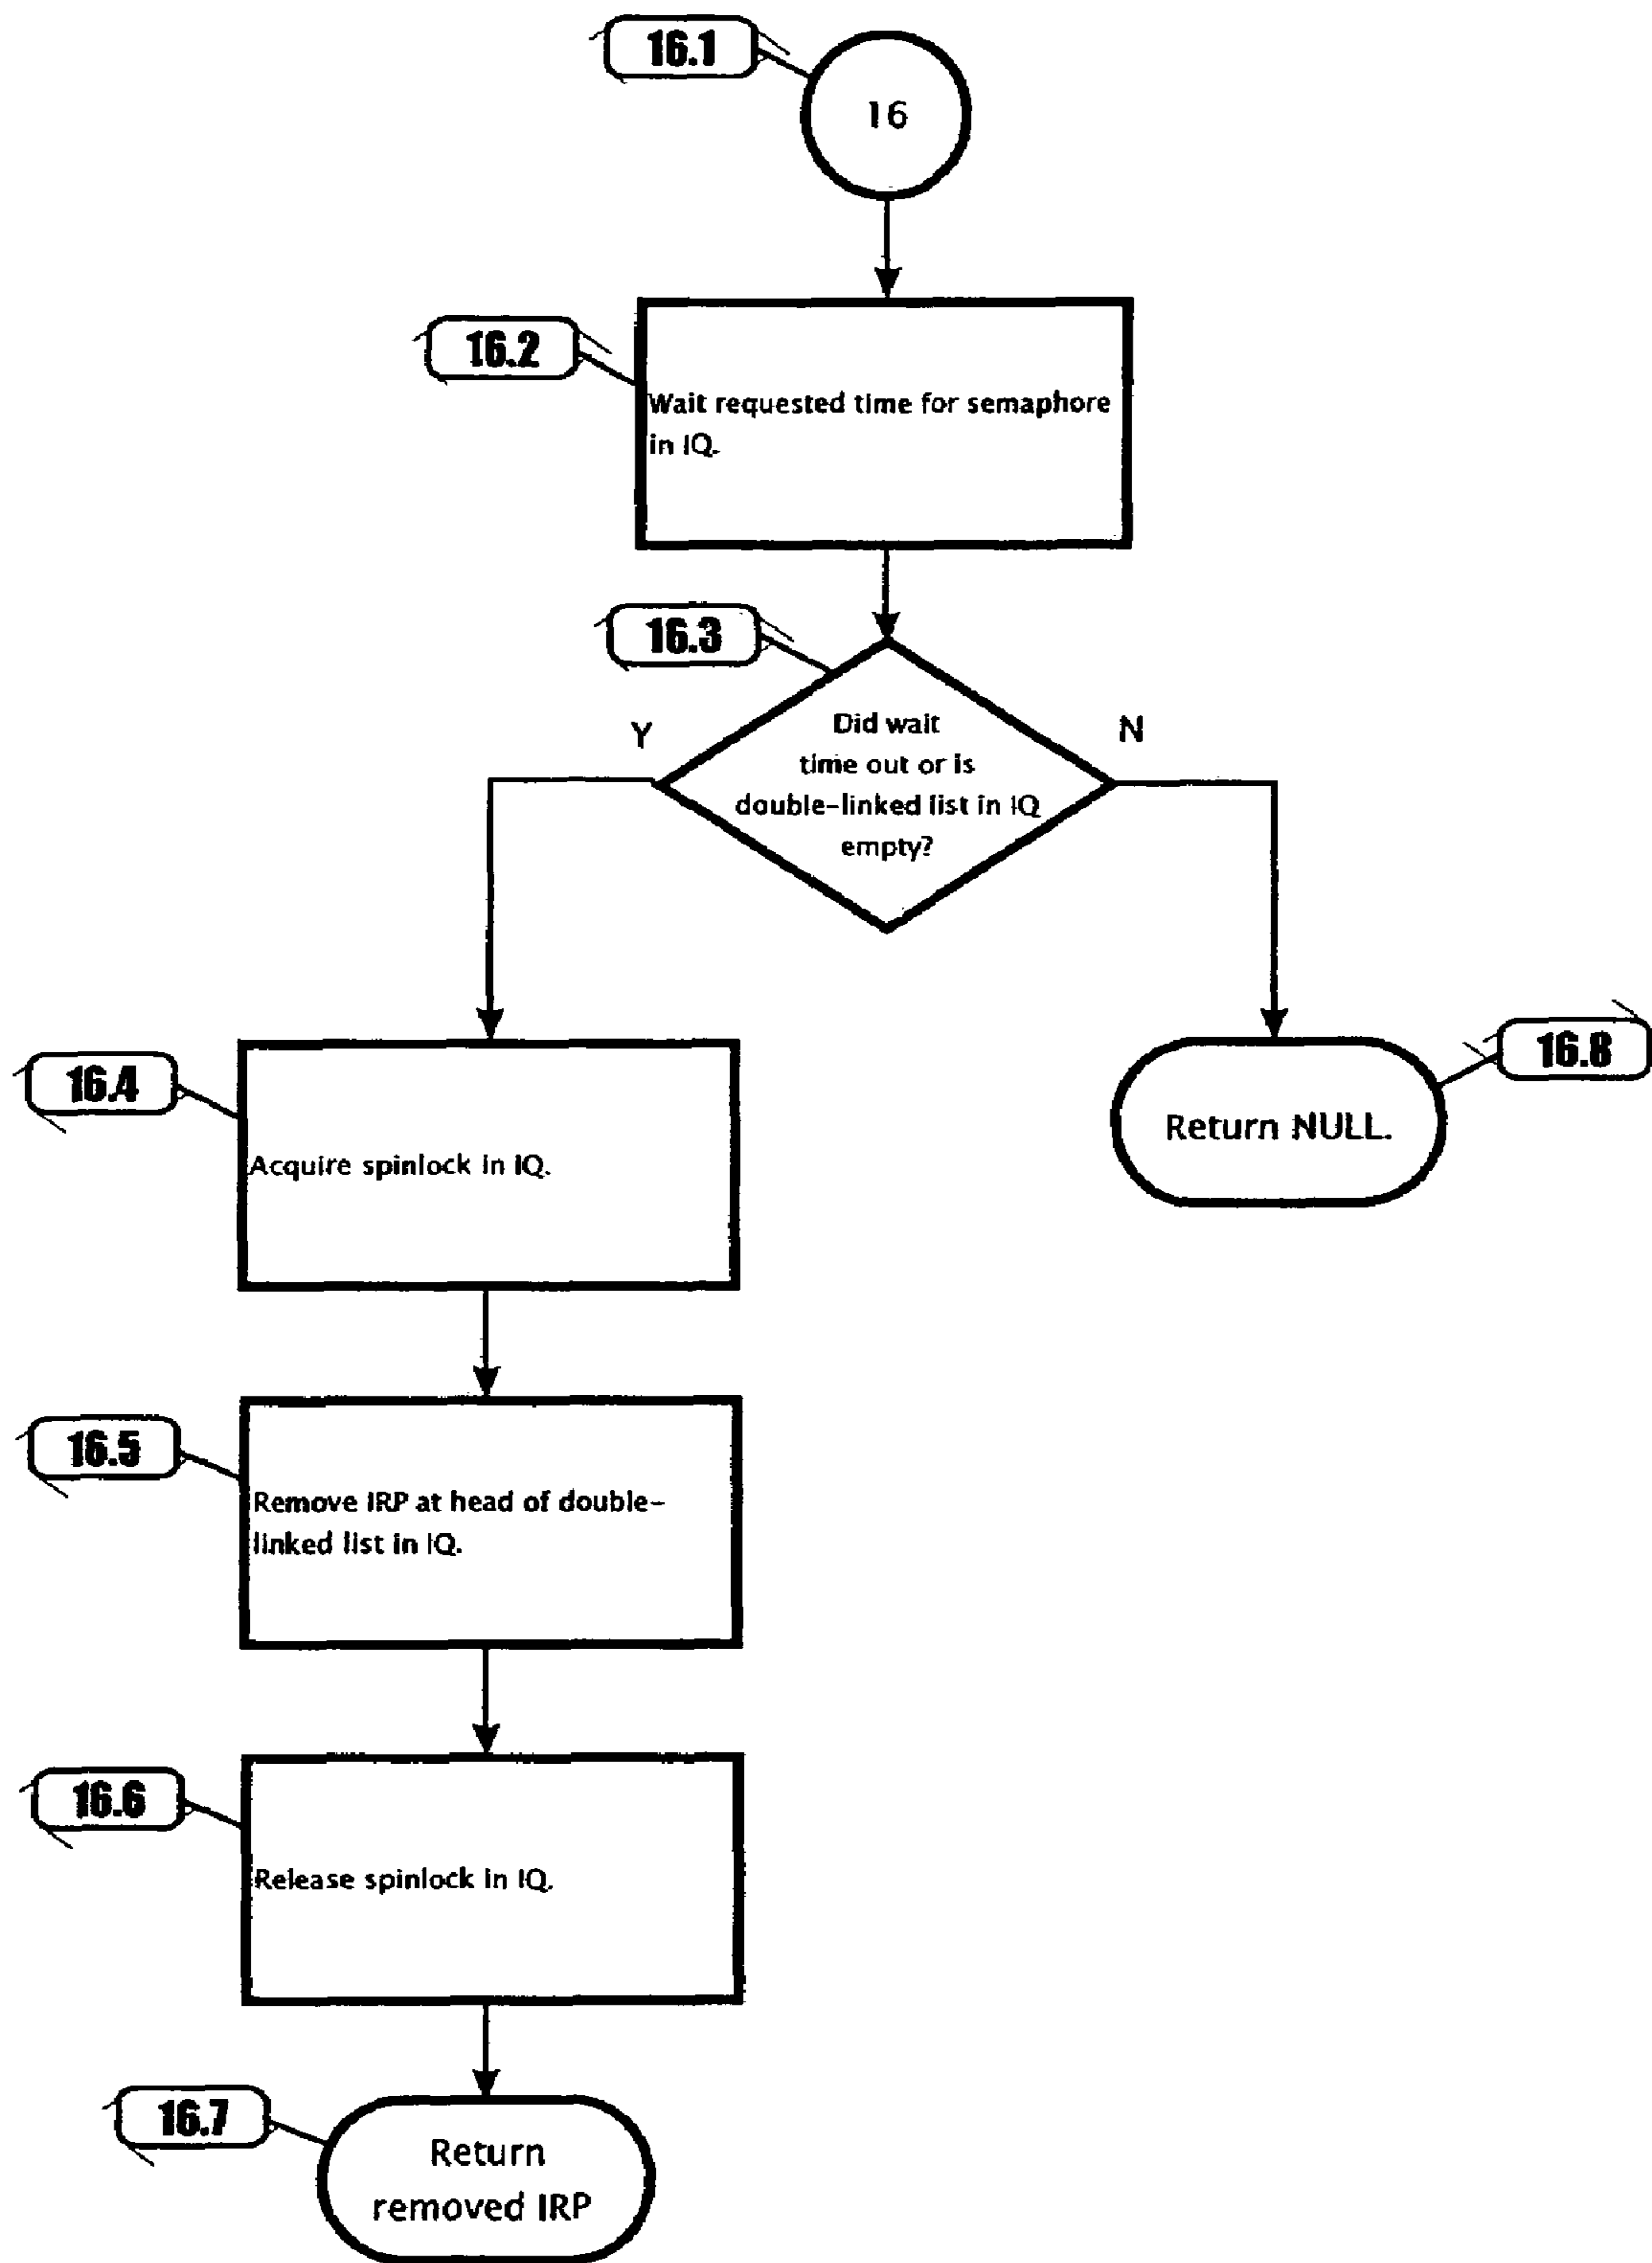 16.1
16
16.2
Wait requested time for semaphore
in IQ.
16.3
Y
N
Did wait
time out or is
double-linked list in IQ
empty?
16.4
Acquire spinlock in IQ.
16.8
Return NULL.
16.5
Remove IRP at head of double-
linked list in IQ.
16.6
Release spinlock in IQ.
16.7
Return
removed IRP